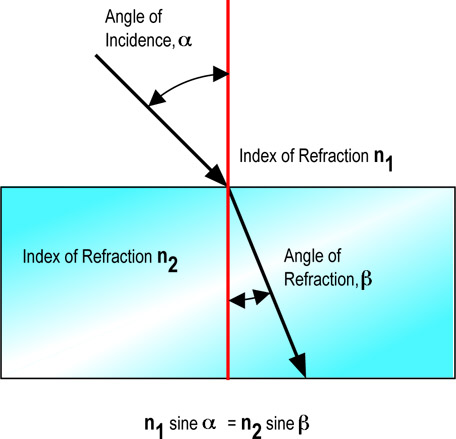 Angle of
Incidence, α
Index of Refraction n₁
Index of Refraction n₂
Angle of
Refraction, β
n₁ sine α = n₂ sine β